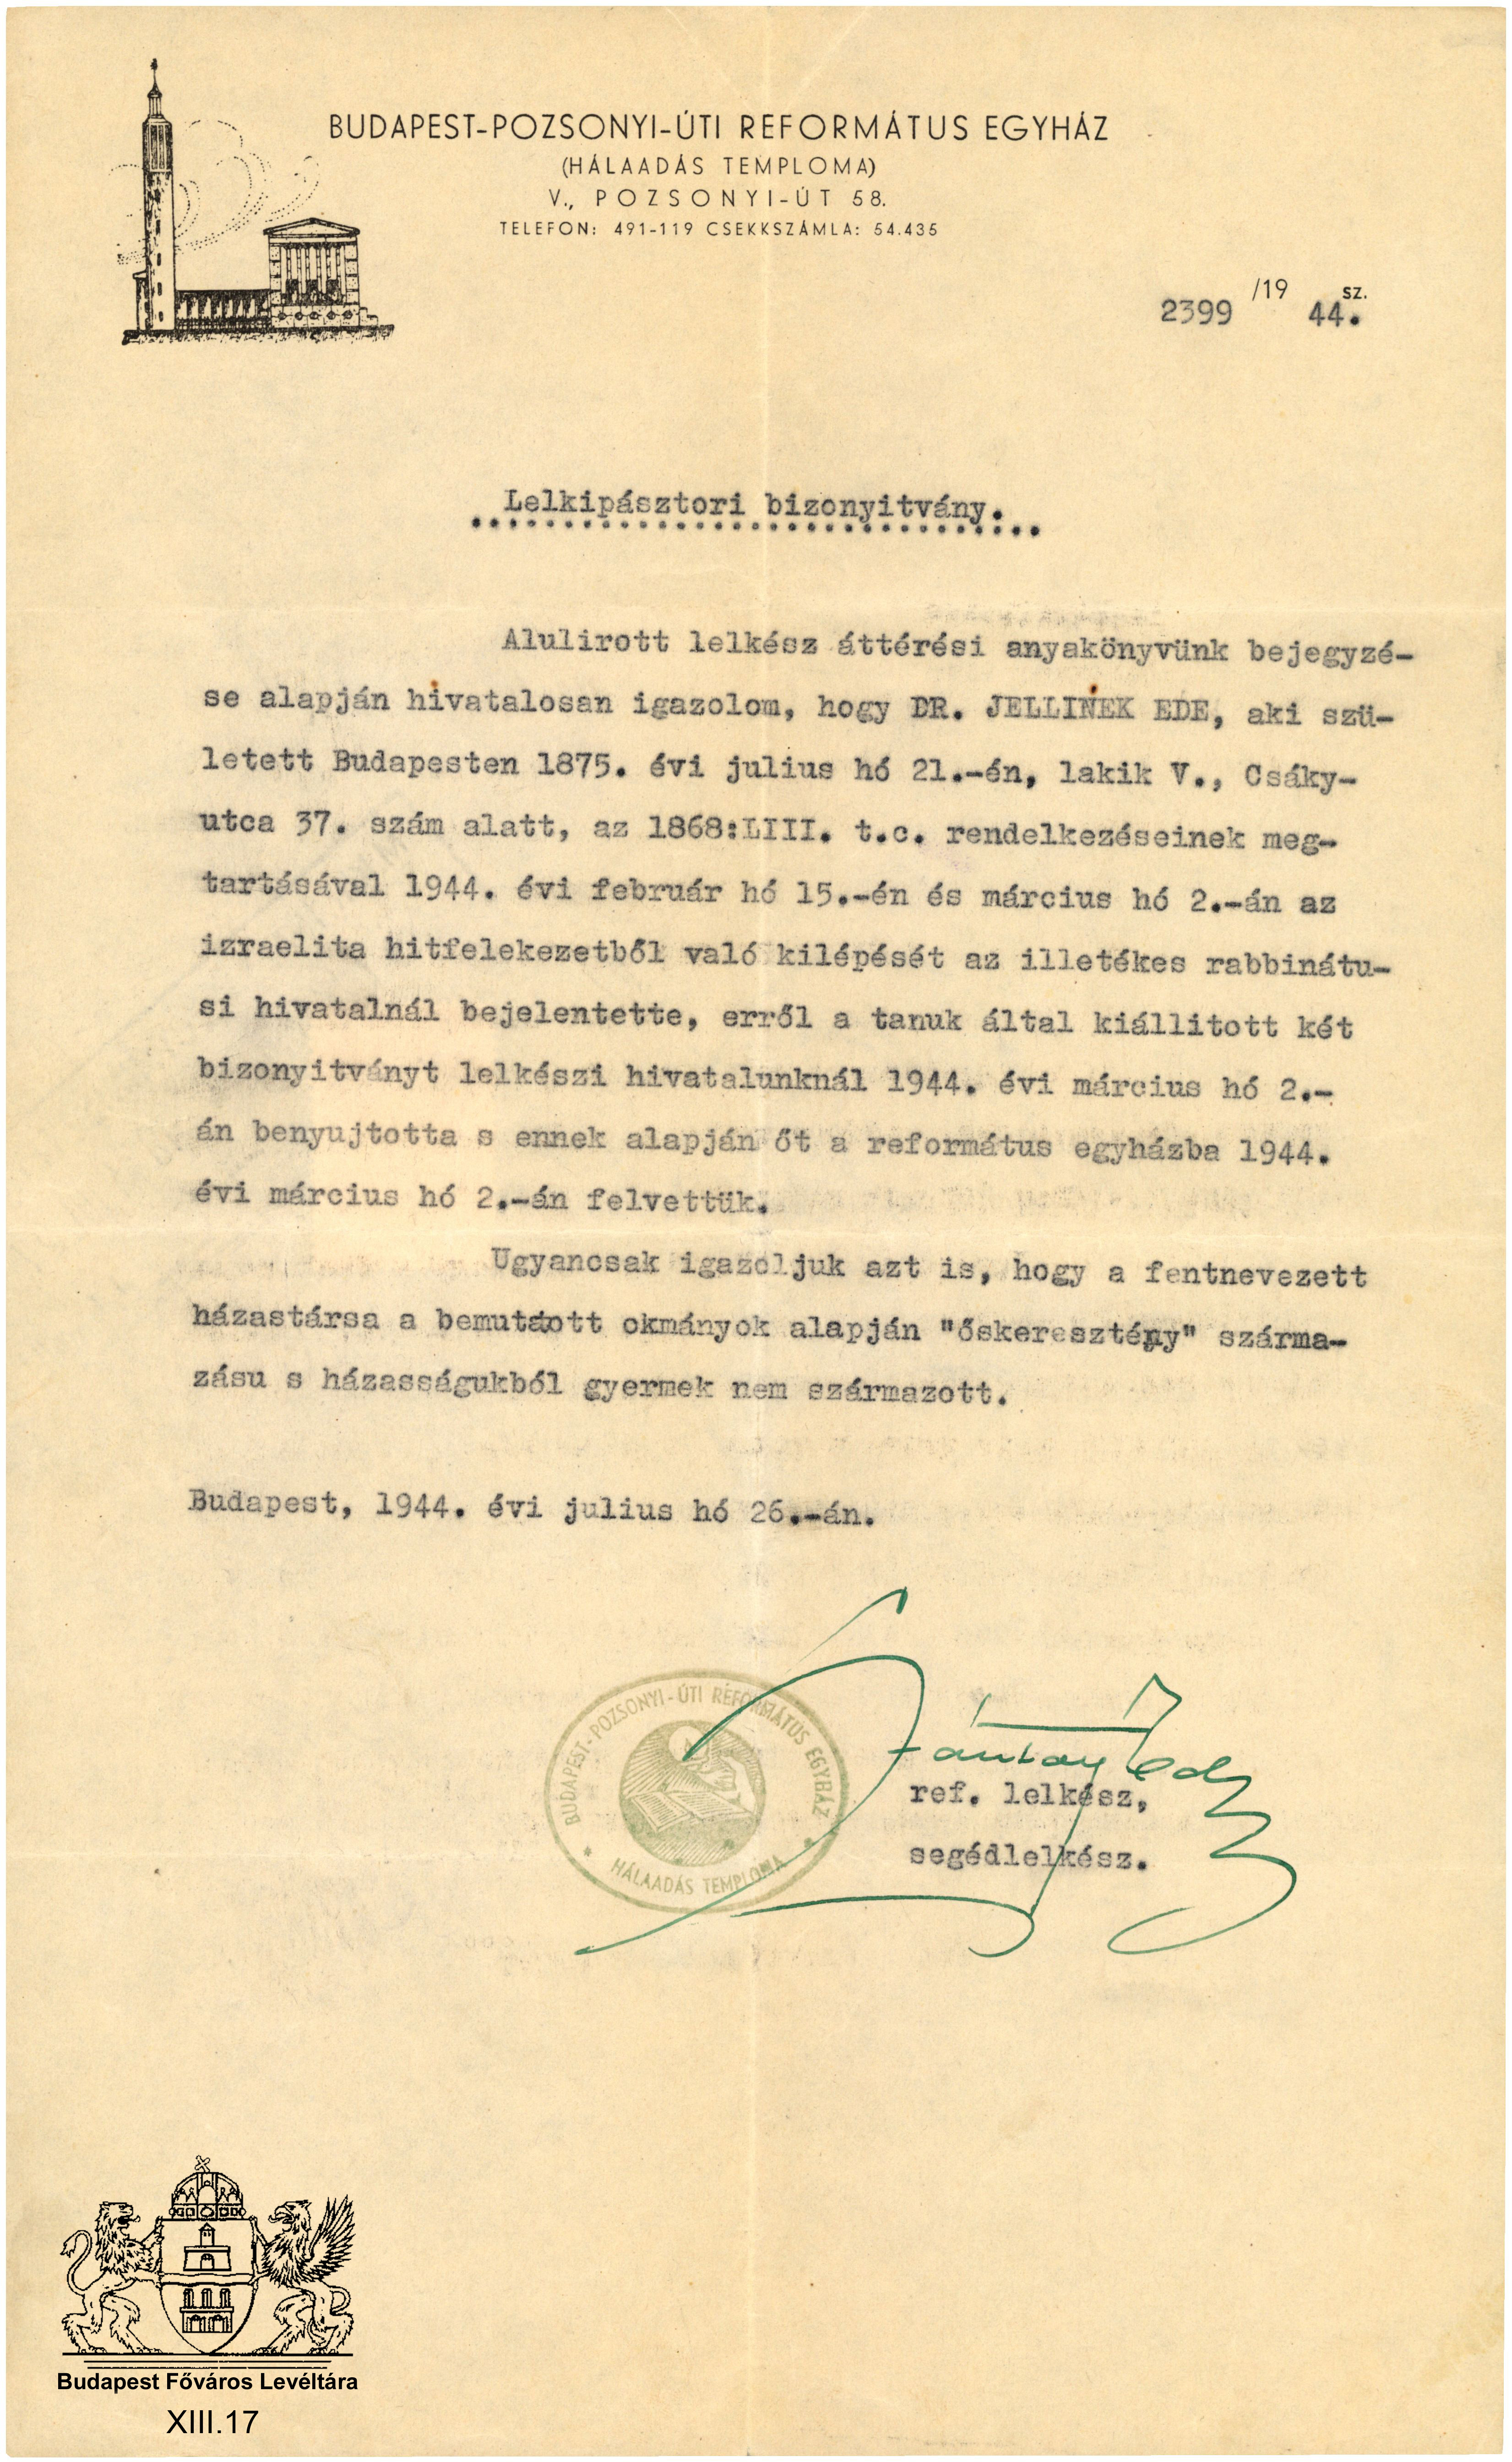 BUDAPEST-POZSONYI-ÚTI REFORMÁTUS EGYHÁZ
(HÁLAADÁS TEMPLOMA)
V., POZSONYI-ÚT 58.
TELEFON: 491-119 CSEKKSZÁMLA: 54.435
2399 /19 44. sz.
Lelkipásztori bizonyitvány.
Alulirott lelkész áttérési anyakönyvünk bejegyzé-
se alapján hivatalosan igazolom, hogy DR. JELLINEK EDE, aki szü-
letett Budapesten 1875. évi julius hó 21.-én, lakik V., Csáky-
utca 37. szám alatt, az 1868:LIII. t.c. rendelkezéseinek meg-
tartásával 1944. évi február hó 15.-én és március hó 2.-án az
izraelita hitfelekezetből való kilépését az illetékes rabbinátu-
si hivatalnál bejelentette, erről a tanuk által kiállitott két
bizonyitványt lelkészi hivatalunknál 1944. évi március hó 2.-
án benyujtotta s ennek alapján őt a református egyházba 1944.
évi március hó 2.-án felvettük.
Ugyancsak igazoljuk azt is, hogy a fentnevezett
házastársa a bemutatott okmányok alapján "őskeresztény" szárma-
zásu s házasságukból gyermek nem származott.
Budapest, 1944. évi julius hó 26.-án.
BUDAPEST-POZSONYI-ÚTI REFORMÁTUS EGYHÁZ
HÁLAADÁS TEMPLOMA
ref. lelkész,
segédlelkész.
Budapest Főváros Levéltára
XIII.17